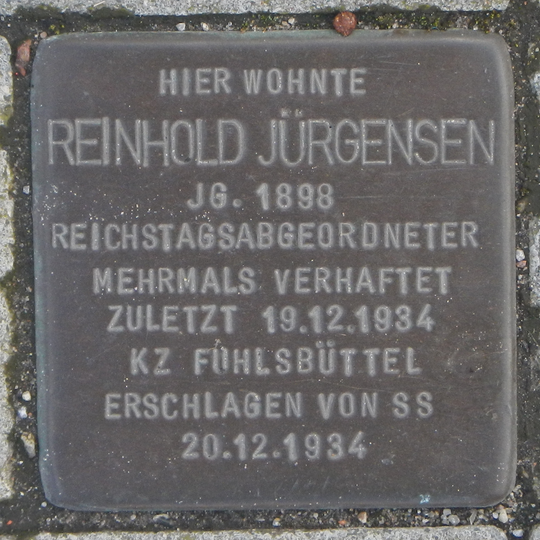 HIER WOHNTE
REINHOLD JÜRGENSEN
JG. 1898
REICHSTAGSABGEORDNETER
MEHRMALS VERHAFTET
ZULETZT 19.12.1934
KZ FUHLSBÜTTEL
ERSCHLAGEN VON SS
20.12.1934